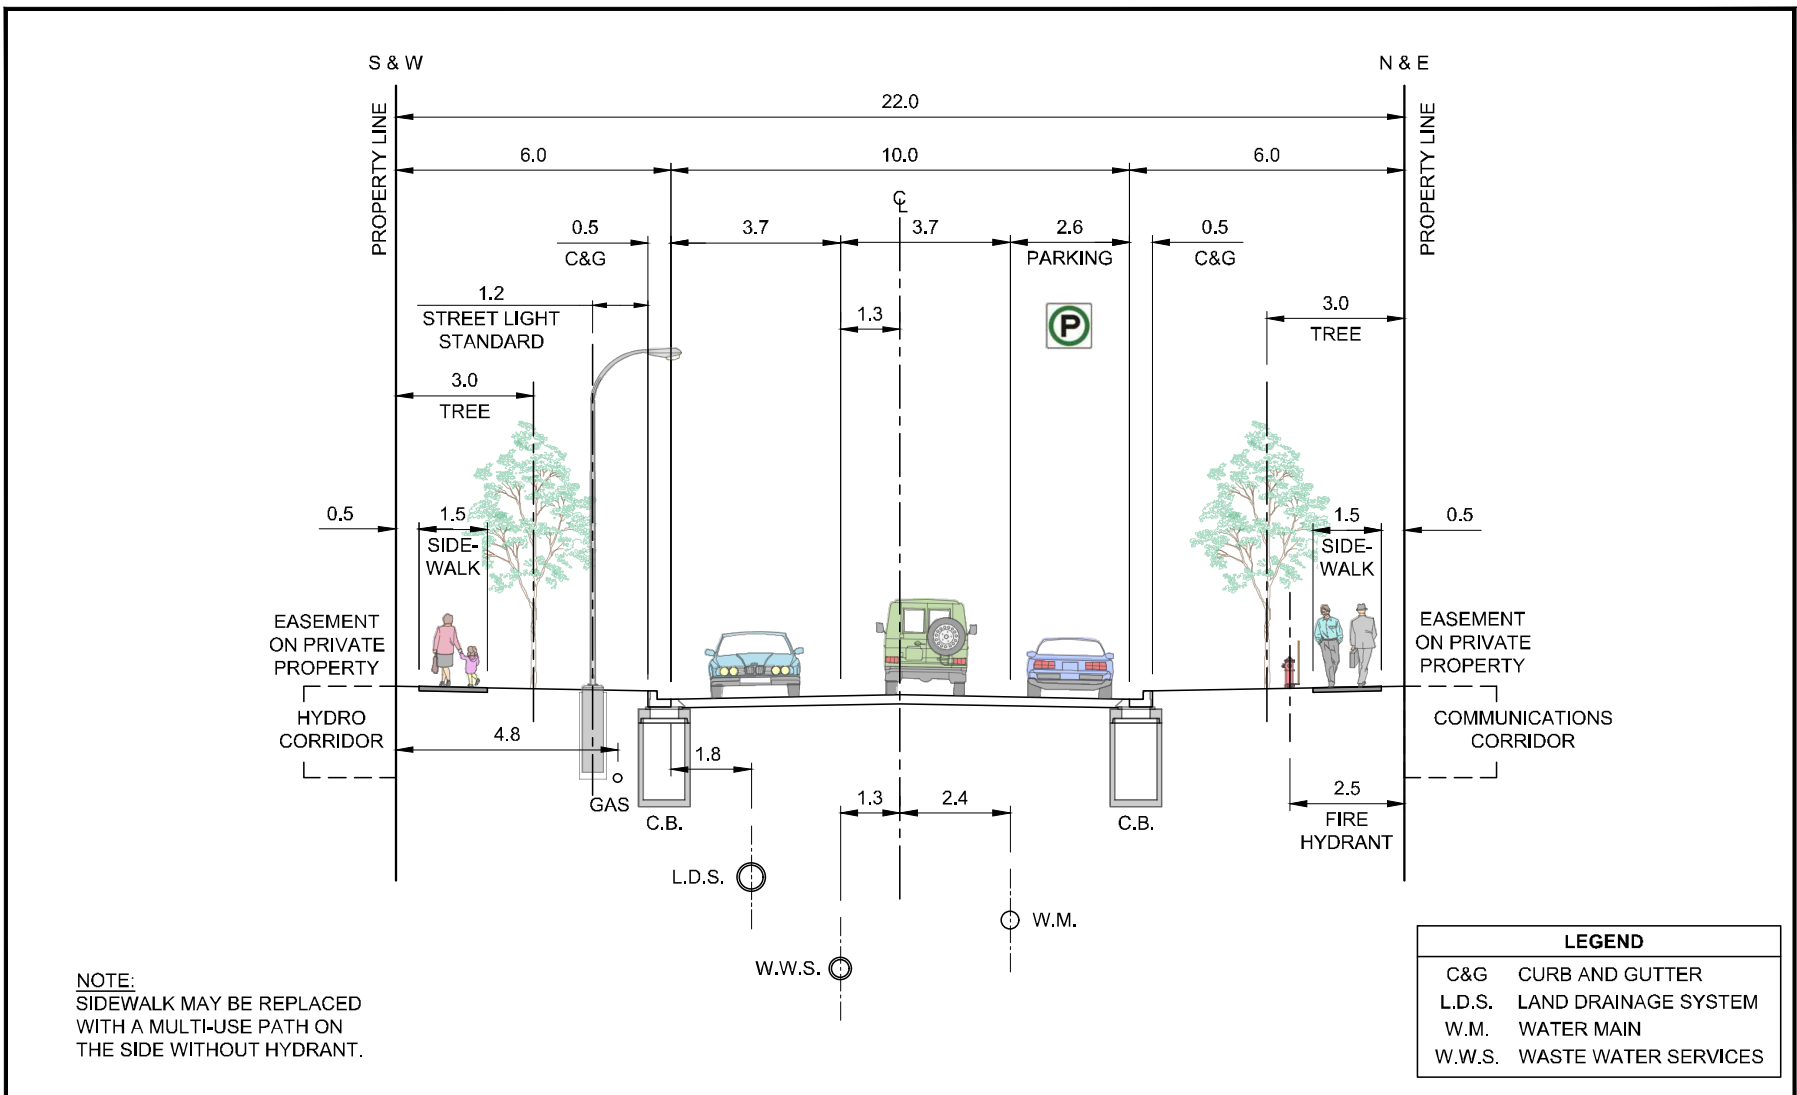 S & W
N & E
PROPERTY LINE
PROPERTY LINE
22.0
6.0
10.0
6.0
℄
0.5
C&G
3.7
3.7
2.6
PARKING
0.5
C&G
1.2
STREET LIGHT
STANDARD
1.3
P
3.0
TREE
3.0
TREE
0.5
1.5
SIDE-
WALK
1.5
SIDE-
WALK
0.5
EASEMENT
ON PRIVATE
PROPERTY
EASEMENT
ON PRIVATE
PROPERTY
HYDRO
CORRIDOR
COMMUNICATIONS
CORRIDOR
4.8
GAS
1.8
C.B.
1.3
2.4
C.B.
2.5
FIRE
HYDRANT
L.D.S.
W.M.
W.W.S.
NOTE:
SIDEWALK MAY BE REPLACED
WITH A MULTI-USE PATH ON
THE SIDE WITHOUT HYDRANT.
LEGEND
C&G CURB AND GUTTER
L.D.S. LAND DRAINAGE SYSTEM
W.M. WATER MAIN
W.W.S. WASTE WATER SERVICES